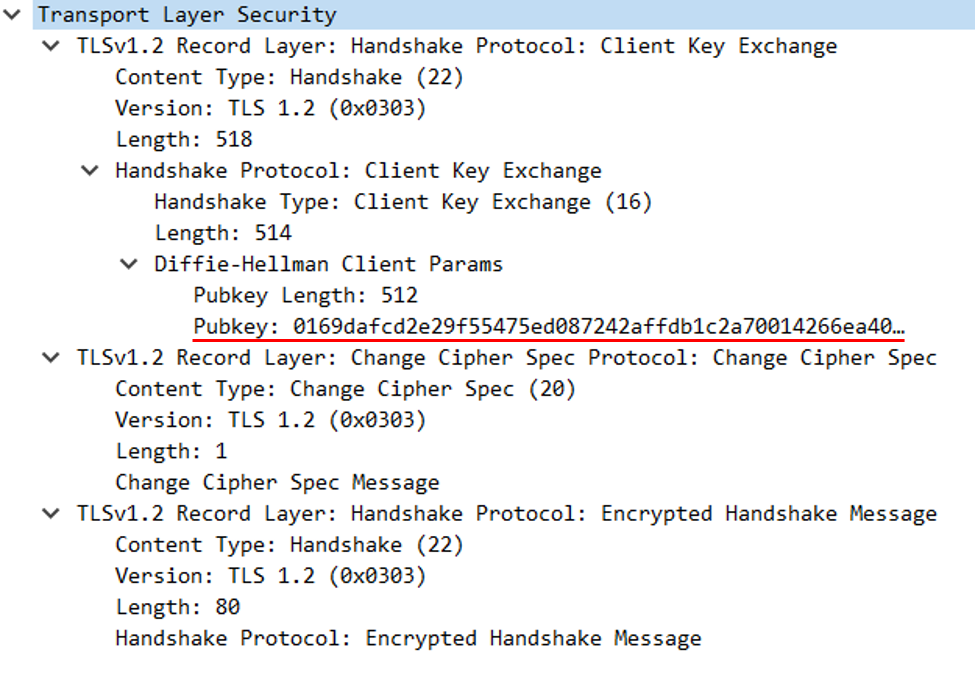 Transport Layer Security
TLSv1.2 Record Layer: Handshake Protocol: Client Key Exchange
Content Type: Handshake (22)
Version: TLS 1.2 (0x0303)
Length: 518
Handshake Protocol: Client Key Exchange
Handshake Type: Client Key Exchange (16)
Length: 514
Diffie-Hellman Client Params
Pubkey Length: 512
Pubkey: 0169dafcd2e29f55475ed087242affdb1c2a70014266ea40…
TLSv1.2 Record Layer: Change Cipher Spec Protocol: Change Cipher Spec
Content Type: Change Cipher Spec (20)
Version: TLS 1.2 (0x0303)
Length: 1
Change Cipher Spec Message
TLSv1.2 Record Layer: Handshake Protocol: Encrypted Handshake Message
Content Type: Handshake (22)
Version: TLS 1.2 (0x0303)
Length: 80
Handshake Protocol: Encrypted Handshake Message